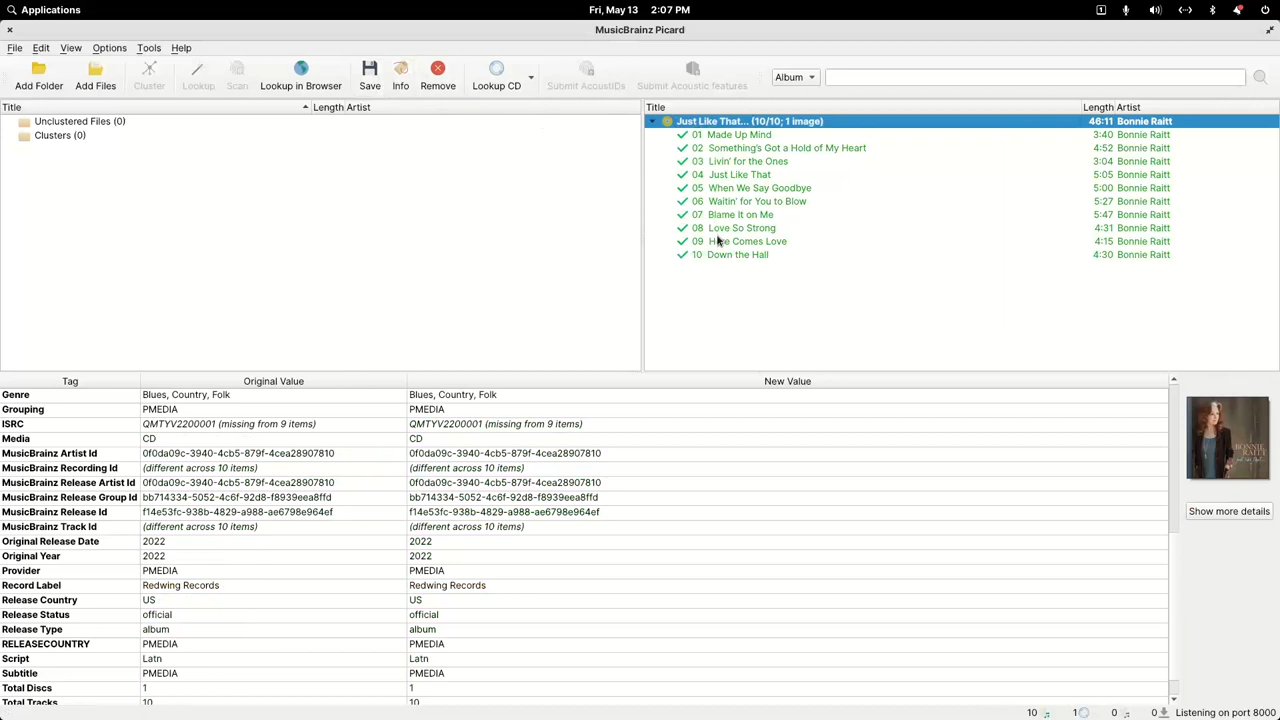 Applications
Fri, May 13 2:07 PM
1
MusicBrainz Picard
File Edit View Options Tools Help
Add Folder Add Files Cluster Lookup Scan Lookup in Browser Save Info Remove Lookup CD Submit AcoustIDs Submit Acoustic features Album
Title Length Artist
Unclustered Files (0)
Clusters (0)
Title Length Artist
Just Like That... (10/10; 1 image) 46:11 Bonnie Raitt
01 Made Up Mind 3:40 Bonnie Raitt
02 Something's Got a Hold of My Heart 4:52 Bonnie Raitt
03 Livin' for the Ones 3:04 Bonnie Raitt
04 Just Like That 5:05 Bonnie Raitt
05 When We Say Goodbye 5:00 Bonnie Raitt
06 Waitin' for You to Blow 5:27 Bonnie Raitt
07 Blame It on Me 5:47 Bonnie Raitt
08 Love So Strong 4:31 Bonnie Raitt
09 Here Comes Love 4:15 Bonnie Raitt
10 Down the Hall 4:30 Bonnie Raitt
Tag Original Value New Value
Genre Blues, Country, Folk Blues, Country, Folk
Grouping PMEDIA PMEDIA
ISRC QMTYV2200001 (missing from 9 items) QMTYV2200001 (missing from 9 items)
Media CD CD
MusicBrainz Artist Id 0f0da09c-3940-4cb5-879f-4cea28907810 0f0da09c-3940-4cb5-879f-4cea28907810
MusicBrainz Recording Id (different across 10 items) (different across 10 items)
MusicBrainz Release Artist Id 0f0da09c-3940-4cb5-879f-4cea28907810 0f0da09c-3940-4cb5-879f-4cea28907810
MusicBrainz Release Group Id bb714334-5052-4c6f-92d8-f8939eea8ffd bb714334-5052-4c6f-92d8-f8939eea8ffd
MusicBrainz Release Id f14e53fc-938b-4829-a988-ae6798e964ef f14e53fc-938b-4829-a988-ae6798e964ef
MusicBrainz Track Id (different across 10 items) (different across 10 items)
Original Release Date 2022 2022
Original Year 2022 2022
Provider PMEDIA PMEDIA
Record Label Redwing Records Redwing Records
Release Country US US
Release Status official official
Release Type album album
RELEASECOUNTRY PMEDIA PMEDIA
Script Latn Latn
Subtitle PMEDIA PMEDIA
Total Discs 1 1
Total Tracks 10 10
BONNIE
RAITT
Show more details
10 1 0 0 Listening on port 8000